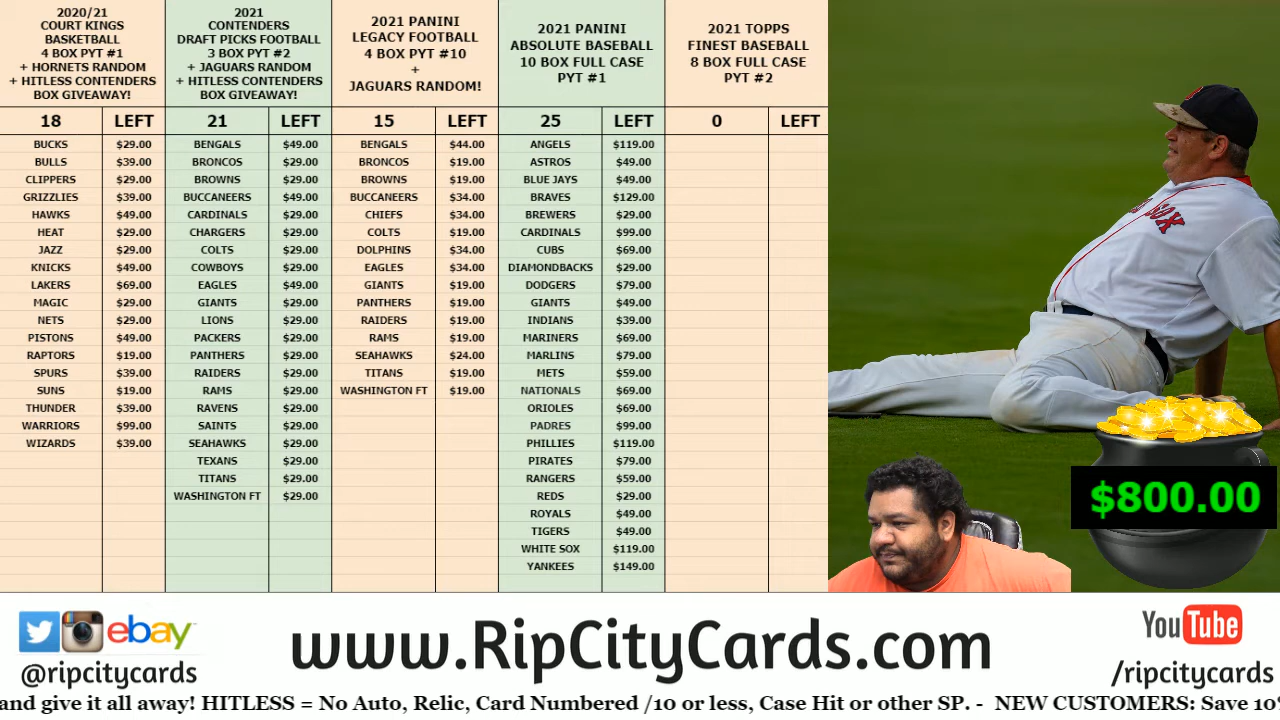 2020/21
COURT KINGS
BASKETBALL
4 BOX PYT #1
+ HORNETS RANDOM
+ HITLESS CONTENDERS
BOX GIVEAWAY!
18 LEFT
BUCKS $29.00
BULLS $39.00
CLIPPERS $29.00
GRIZZLIES $39.00
HAWKS $49.00
HEAT $29.00
JAZZ $29.00
KNICKS $49.00
LAKERS $69.00
MAGIC $29.00
NETS $29.00
PISTONS $49.00
RAPTORS $19.00
SPURS $39.00
SUNS $19.00
THUNDER $39.00
WARRIORS $99.00
WIZARDS $39.00
2021
CONTENDERS
DRAFT PICKS FOOTBALL
3 BOX PYT #2
+ JAGUARS RANDOM
+ HITLESS CONTENDERS
BOX GIVEAWAY!
21 LEFT
BENGALS $49.00
BRONCOS $29.00
BROWNS $29.00
BUCCANEERS $49.00
CARDINALS $29.00
CHARGERS $29.00
COLTS $29.00
COWBOYS $29.00
EAGLES $49.00
GIANTS $29.00
LIONS $29.00
PACKERS $29.00
PANTHERS $29.00
RAIDERS $29.00
RAMS $29.00
RAVENS $29.00
SAINTS $29.00
SEAHAWKS $29.00
TEXANS $29.00
TITANS $29.00
WASHINGTON FT $29.00
2021 PANINI
LEGACY FOOTBALL
4 BOX PYT #10
+
JAGUARS RANDOM!
15 LEFT
BENGALS $44.00
BRONCOS $19.00
BROWNS $19.00
BUCCANEERS $34.00
CHIEFS $34.00
COLTS $19.00
DOLPHINS $34.00
EAGLES $34.00
GIANTS $19.00
PANTHERS $19.00
RAIDERS $19.00
RAMS $19.00
SEAHAWKS $24.00
TITANS $19.00
WASHINGTON FT $19.00
2021 PANINI
ABSOLUTE BASEBALL
10 BOX FULL CASE
PYT #1
25 LEFT
ANGELS $119.00
ASTROS $49.00
BLUE JAYS $49.00
BRAVES $129.00
BREWERS $29.00
CARDINALS $99.00
CUBS $69.00
DIAMONDBACKS $29.00
DODGERS $79.00
GIANTS $49.00
INDIANS $39.00
MARINERS $69.00
MARLINS $79.00
METS $59.00
NATIONALS $69.00
ORIOLES $69.00
PADRES $99.00
PHILLIES $119.00
PIRATES $79.00
RANGERS $59.00
REDS $29.00
ROYALS $49.00
TIGERS $49.00
WHITE SOX $119.00
YANKEES $149.00
2021 TOPPS
FINEST BASEBALL
8 BOX FULL CASE
PYT #2
0 LEFT
SOX
$800.00
ebay
@ripcitycards
www.RipCityCards.com
YouTube
/ripcitycards
and give it all away! HITLESS = No Auto, Relic, Card Numbered /10 or less, Case Hit or other SP. - NEW CUSTOMERS: Save 10